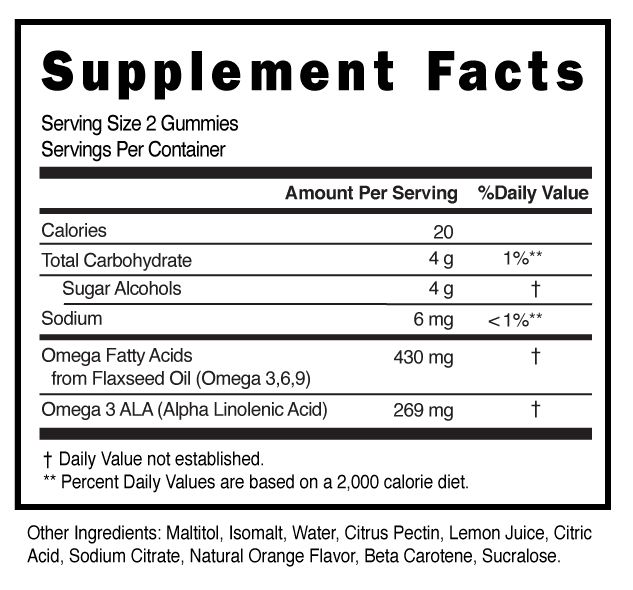 Supplement Facts
Serving Size 2 Gummies
Servings Per Container
Amount Per Serving %Daily Value
Calories 20
Total Carbohydrate 4 g 1%**
Sugar Alcohols 4 g †
Sodium 6 mg <1%**
Omega Fatty Acids 430 mg †
from Flaxseed Oil (Omega 3,6,9)
Omega 3 ALA (Alpha Linolenic Acid) 269 mg †
† Daily Value not established.
** Percent Daily Values are based on a 2,000 calorie diet.
Other Ingredients: Maltitol, Isomalt, Water, Citrus Pectin, Lemon Juice, Citric
Acid, Sodium Citrate, Natural Orange Flavor, Beta Carotene, Sucralose.